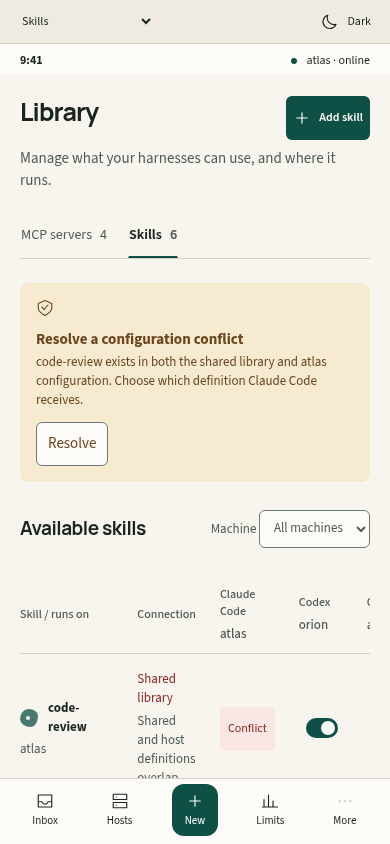 Skills
Dark
9:41
atlas · online
Library
Add skill
Manage what your harnesses can use, and where it
runs.
MCP servers 4
Skills 6
Resolve a configuration conflict
code-review exists in both the shared library and atlas
configuration. Choose which definition Claude Code
receives.
Resolve
Available skills
Machine
All machines
Skill / runs on
Connection
Claude
Code
atlas
Codex
orion
code-
review
atlas
Shared
library
Shared
and host
definitions
overlap
Conflict
Inbox
Hosts
New
Limits
More